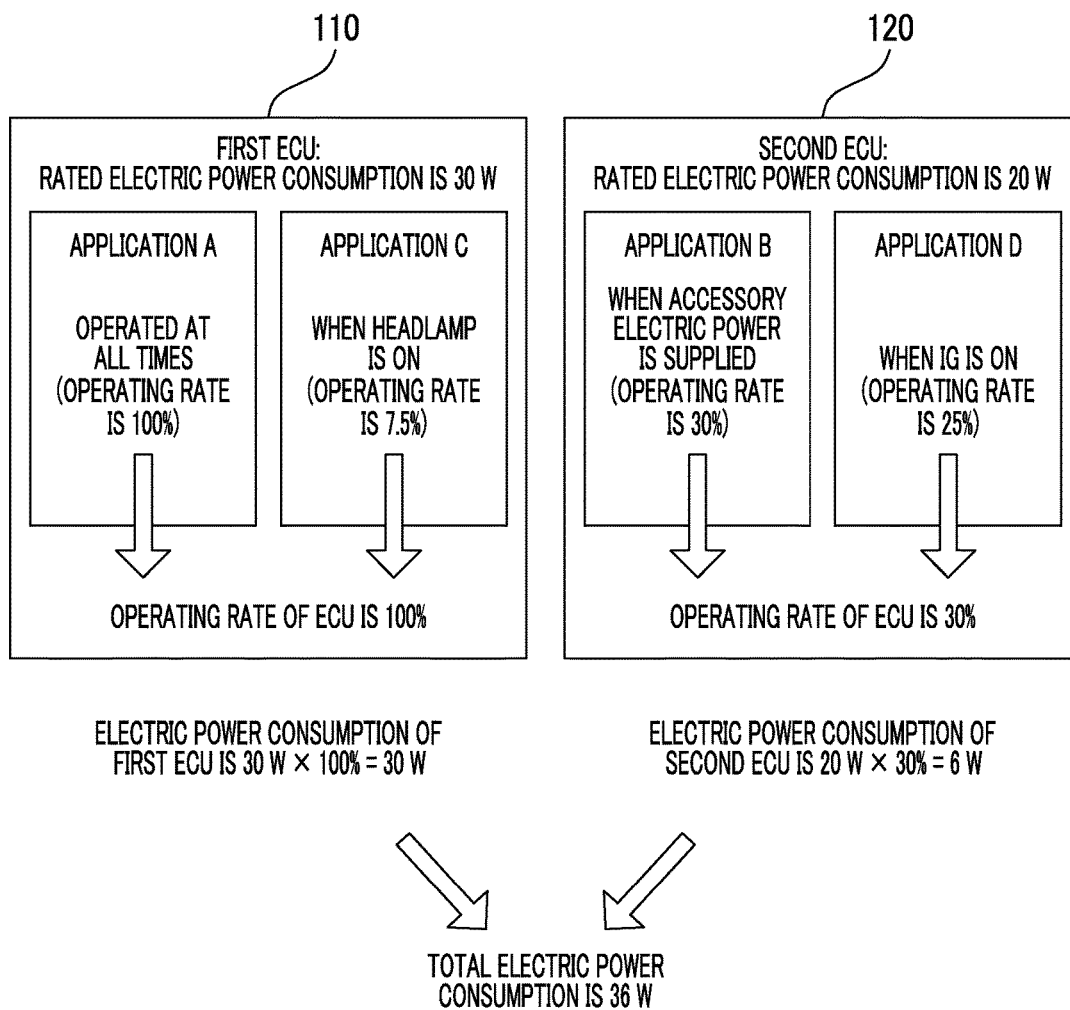 110
120
FIRST ECU:
RATED ELECTRIC POWER CONSUMPTION IS 30 W
APPLICATION A
OPERATED AT
ALL TIMES
(OPERATING RATE
IS 100%)
APPLICATION C
WHEN HEADLAMP
IS ON
(OPERATING RATE
IS 7.5%)
OPERATING RATE OF ECU IS 100%
SECOND ECU:
RATED ELECTRIC POWER CONSUMPTION IS 20 W
APPLICATION B
WHEN ACCESSORY
ELECTRIC POWER
IS SUPPLIED
(OPERATING RATE
IS 30%)
APPLICATION D
WHEN IG IS ON
(OPERATING RATE
IS 25%)
OPERATING RATE OF ECU IS 30%
ELECTRIC POWER CONSUMPTION OF
FIRST ECU IS 30 W × 100% = 30 W
ELECTRIC POWER CONSUMPTION OF
SECOND ECU IS 20 W × 30% = 6 W
TOTAL ELECTRIC POWER
CONSUMPTION IS 36 W